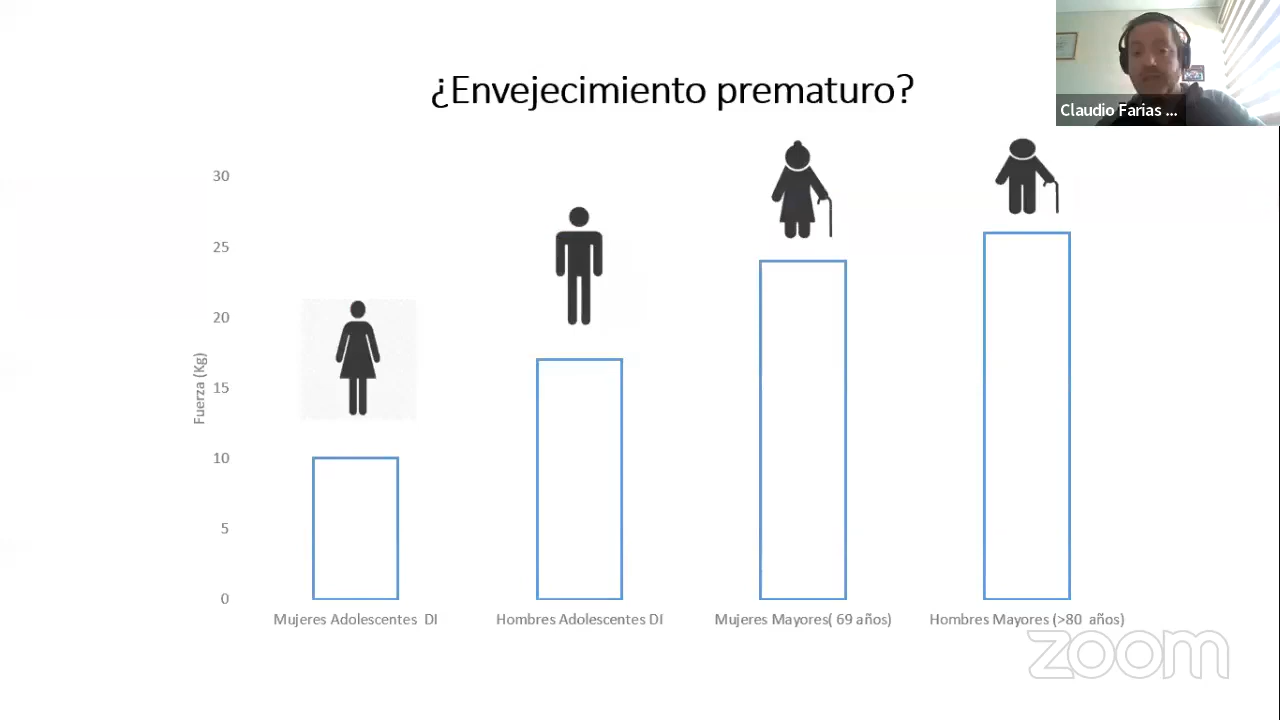 ¿Envejecimiento prematuro?
Claudio Farias ...
30
25
20
15
10
5
0
Fuerza (Kg)
Mujeres Adolescentes DI
Hombres Adolescentes DI
Mujeres Mayores( 69 años)
Hombres Mayores (>80 años)
zoom